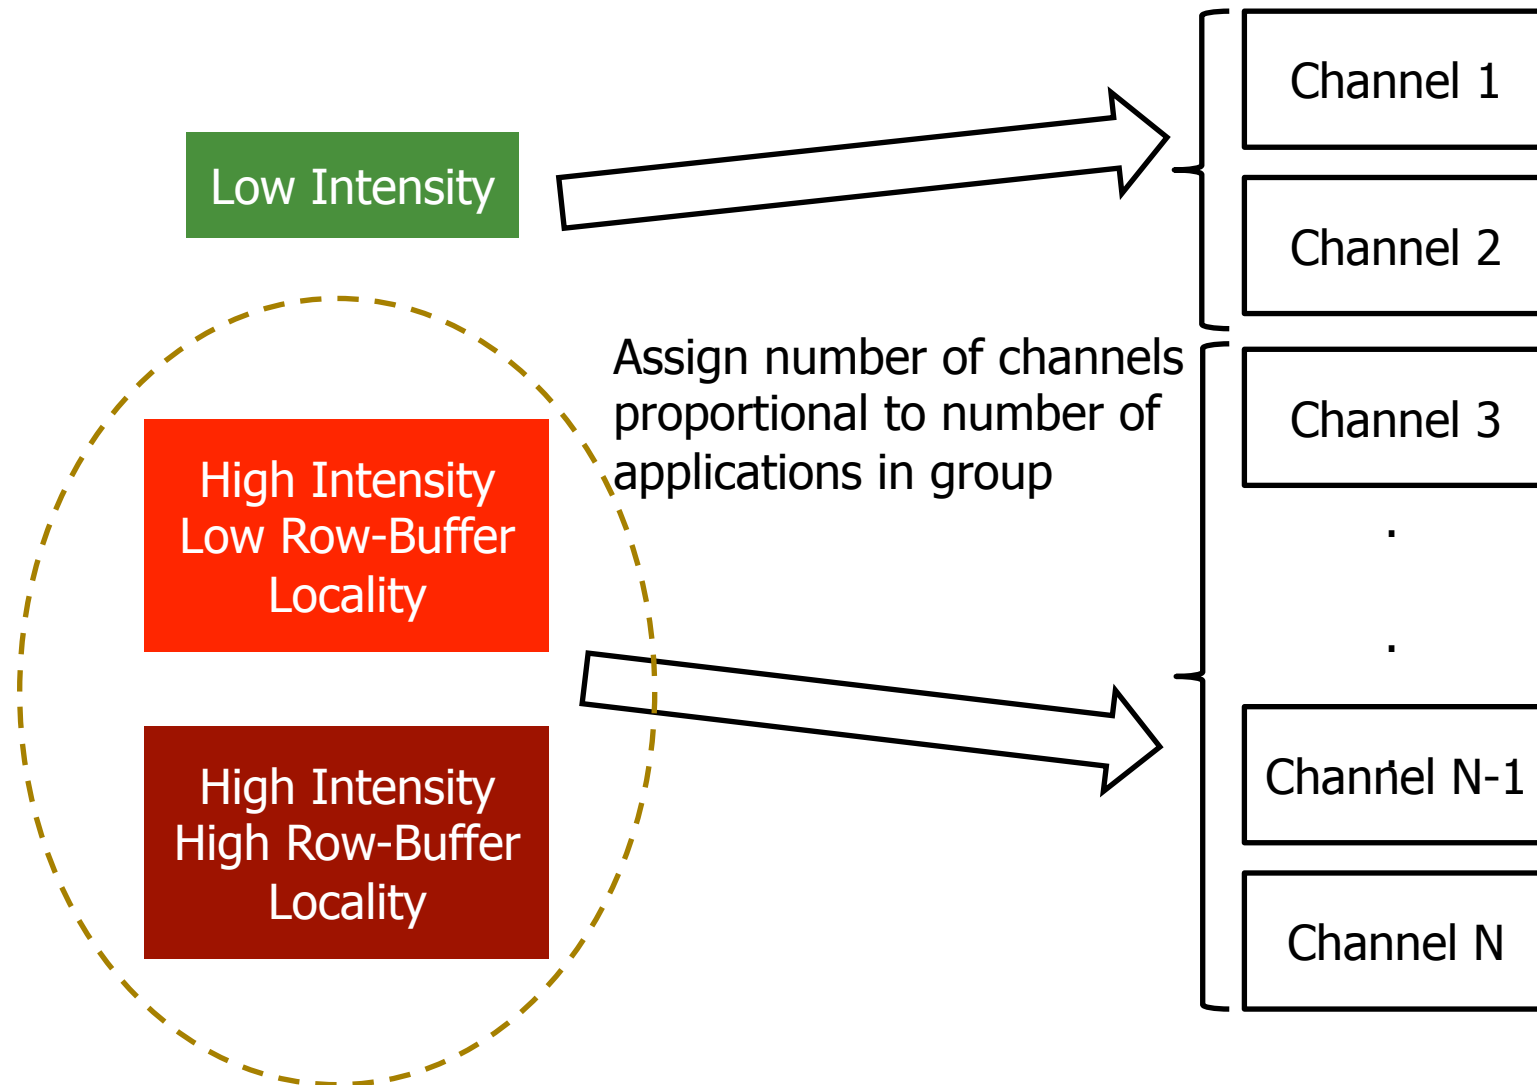 Low Intensity
High Intensity
Low Row-Buffer
Locality
High Intensity
High Row-Buffer
Locality
Assign number of channels
proportional to number of
applications in group
Channel 1
Channel 2
Channel 3
.
.
.
Channel N-1
Channel N